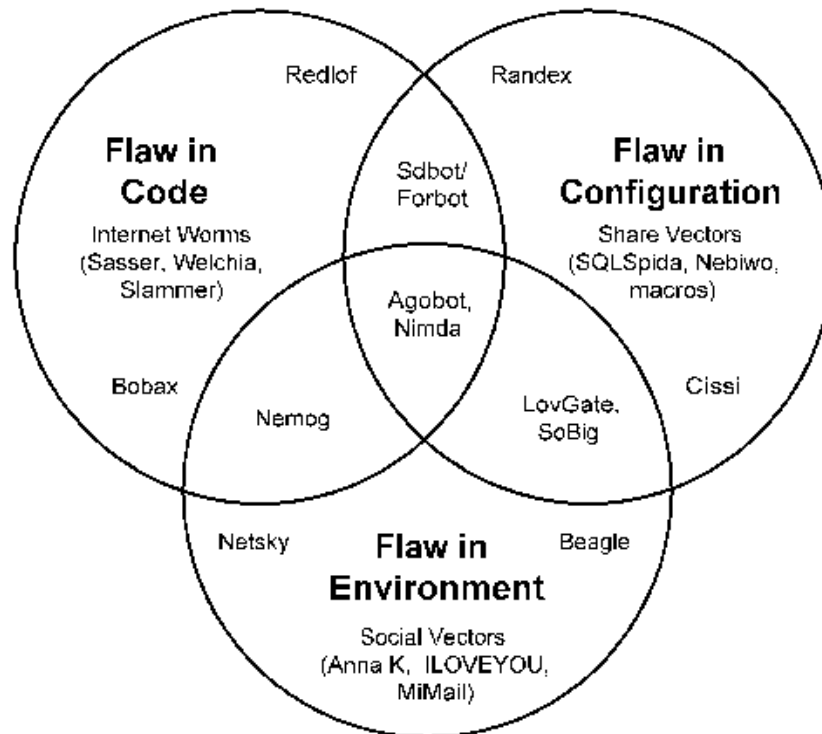 Redlof
Randex
Flaw in
Code
Internet Worms
(Sasser, Welchia,
Slammer)
Sdbot/
Forbot
Flaw in
Configuration
Share Vectors
(SQLSpida, Nebiwo,
macros)
Agobot,
Nimda
Bobax
Nemog
LovGate,
SoBig
Cissi
Netsky
Flaw in
Environment
Beagle
Social Vectors
(Anna K, ILOVEYOU,
MiMail)